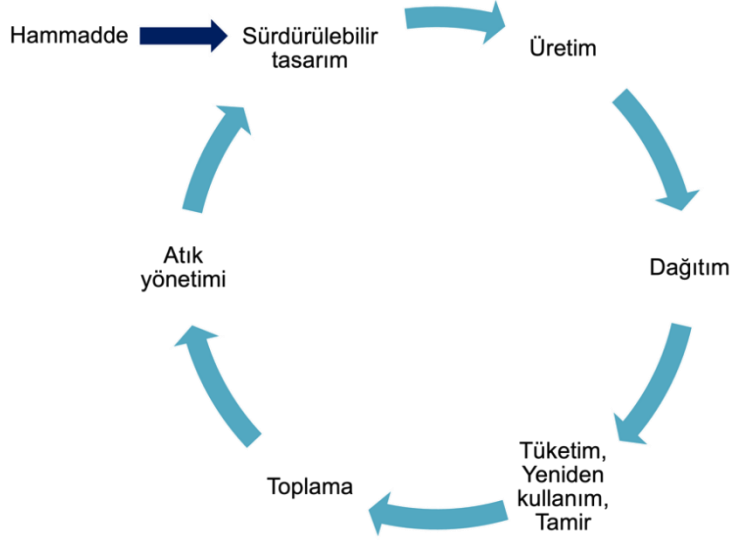 Hammadde
Sürdürülebilir
tasarım
Üretim
Dağıtım
Tüketim,
Yeniden
kullanım,
Tamir
Toplama
Atık
yönetimi